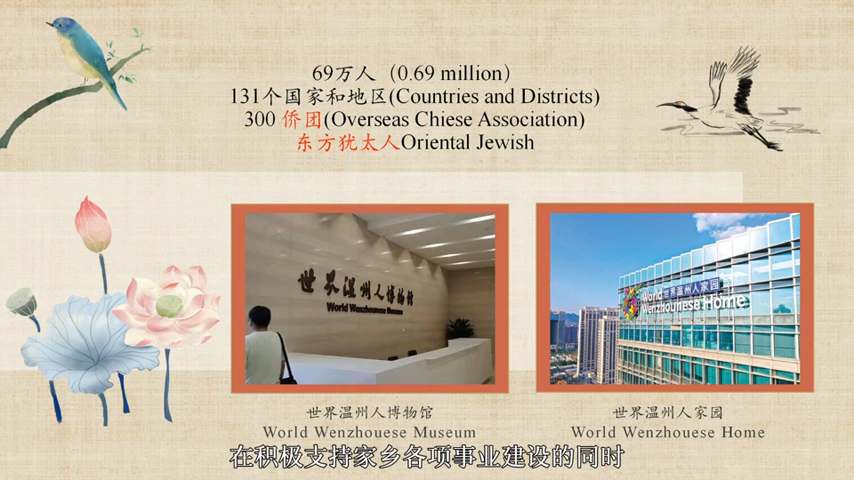 69万人（0.69 million）
131个国家和地区(Countries and Districts)
300 侨团(Overseas Chiese Association)
东方犹太人Oriental Jewish
世界温州人博物馆
World Wenzhounese Museum
World 世界温州人家园
Wenzhounese Home
世界温州人博物馆
World Wenzhouese Museum
世界温州人家园
World Wenzhouese Home
在积极支持家乡各项事业建设的同时